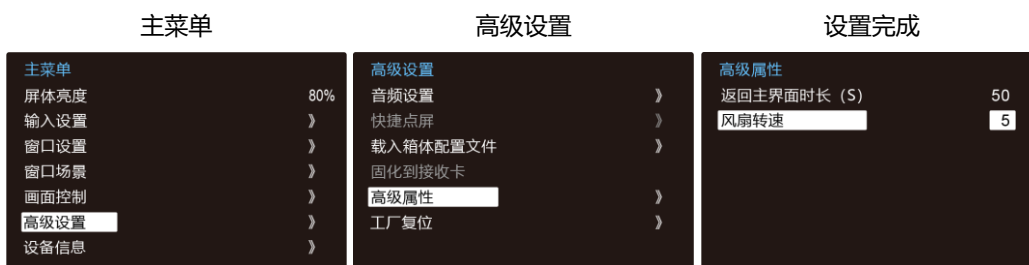 主菜单
高级设置
设置完成
主菜单
屏体亮度 80%
输入设置 》
窗口设置 》
窗口场景 》
画面控制 》
高级设置 》
设备信息 》
高级设置
音频设置 》
快捷点屏 》
载入箱体配置文件 》
固化到接收卡
高级属性 》
工厂复位 》
高级属性
返回主界面时长（S） 50
风扇转速 5